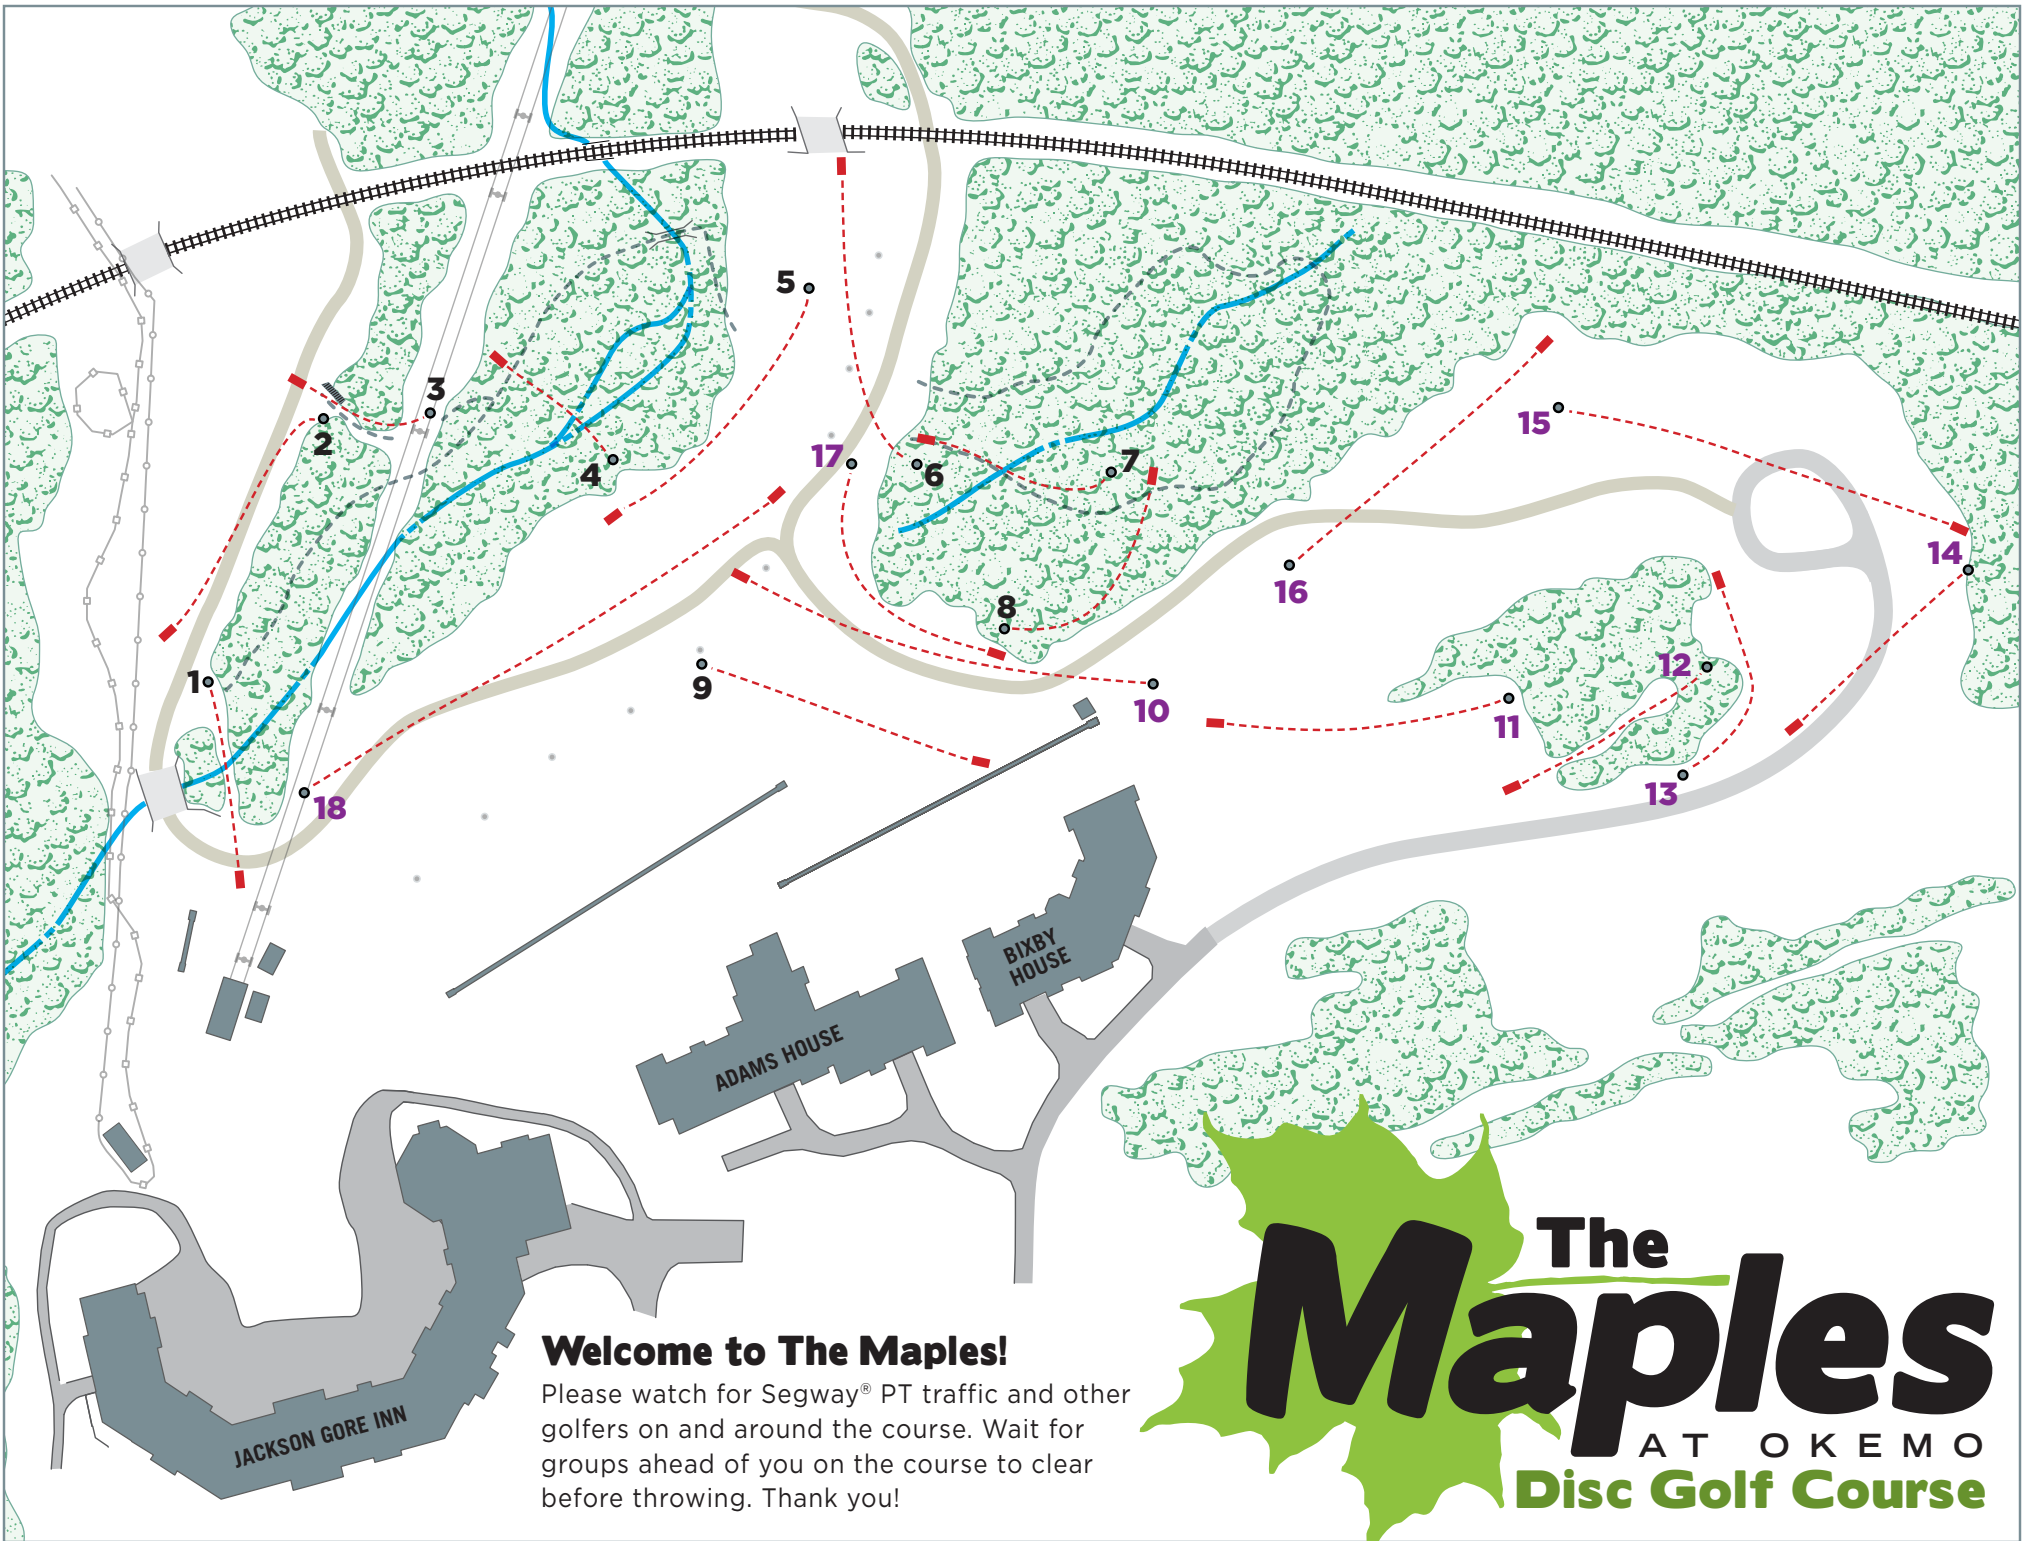 5
3
2
4
17
6
7
15
14
8
16
1
9
12
10
11
18
13
BIXBY
HOUSE
ADAMS HOUSE
JACKSON GORE INN
Welcome to The Maples!
Please watch for Segway® PT traffic and other
golfers on and around the course. Wait for
groups ahead of you on the course to clear
before throwing. Thank you!
The
Maples
AT OKEMO
Disc Golf Course